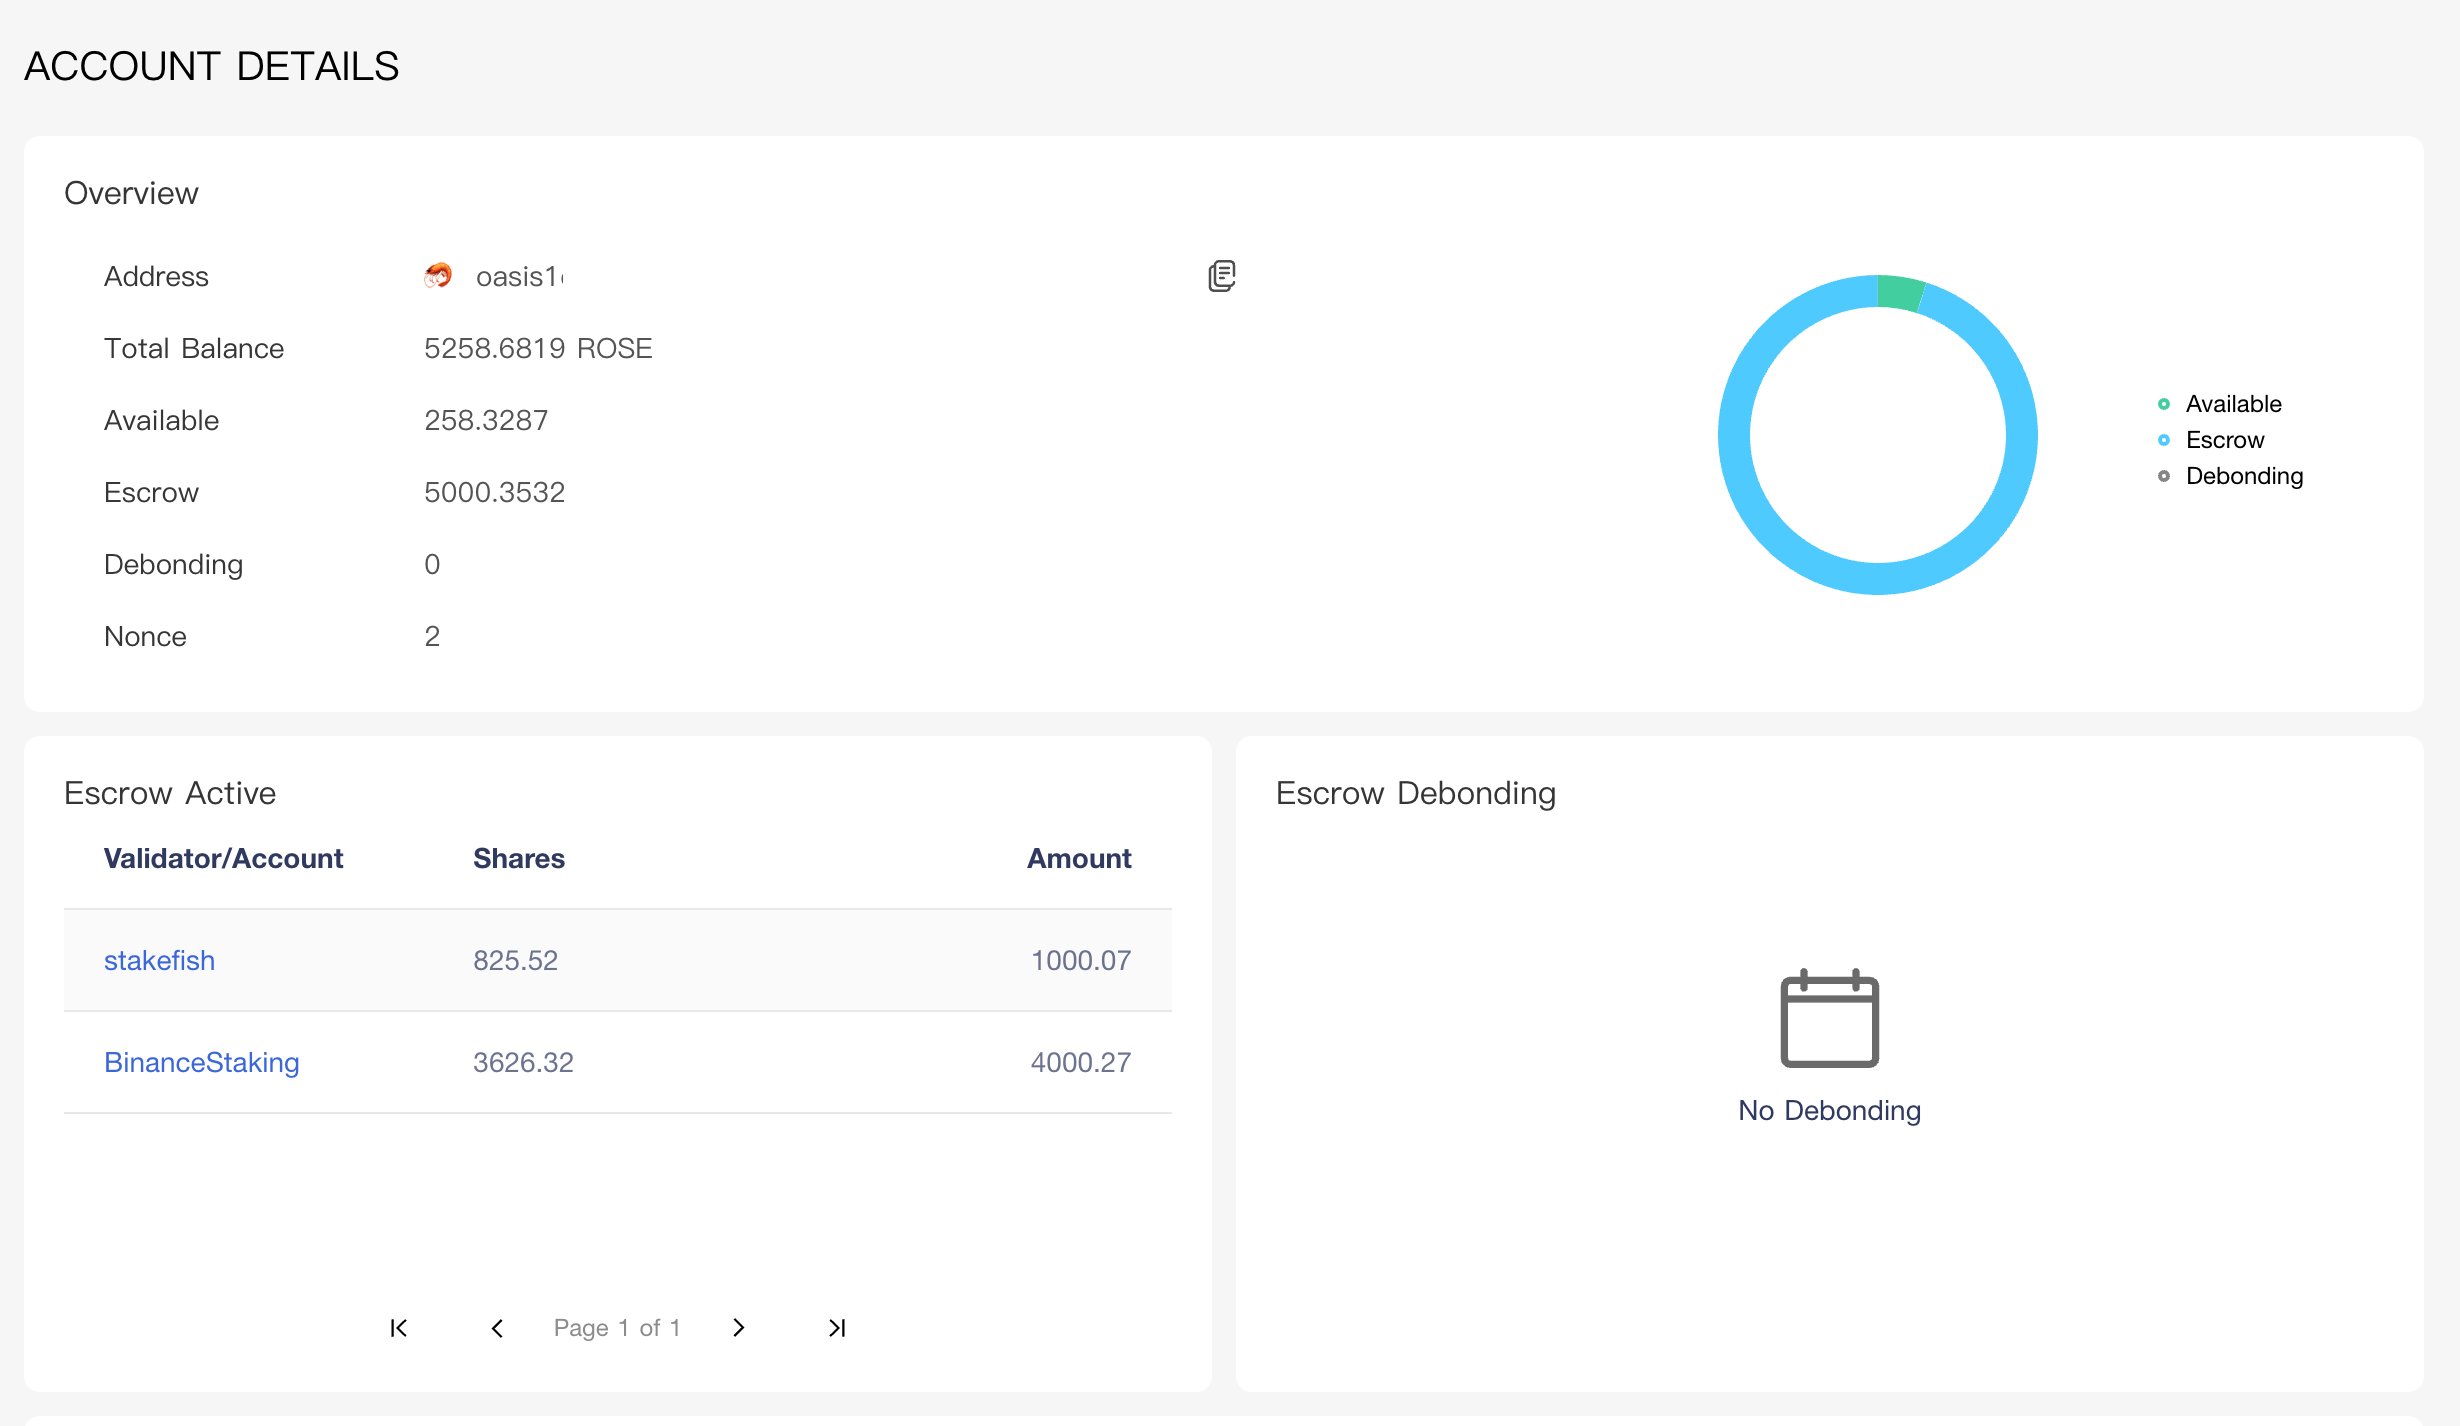 ACCOUNT DETAILS
Overview
Address oasis1
Total Balance 5258.6819 ROSE
Available 258.3287
Escrow 5000.3532
Debonding 0
Nonce 2
Available
Escrow
Debonding
Escrow Active
Validator/Account Shares Amount
stakefish 825.52 1000.07
BinanceStaking 3626.32 4000.27
Page 1 of 1
Escrow Debonding
No Debonding